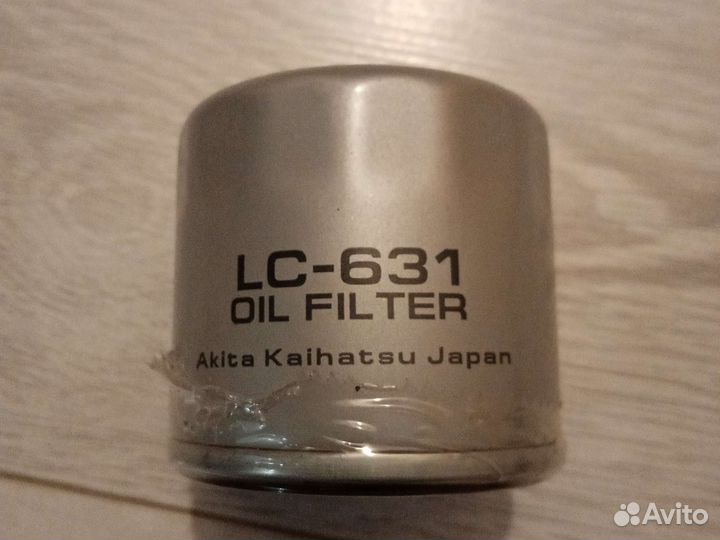 LC-631
OIL FILTER
Akita Kaihatsu Japan
Avito